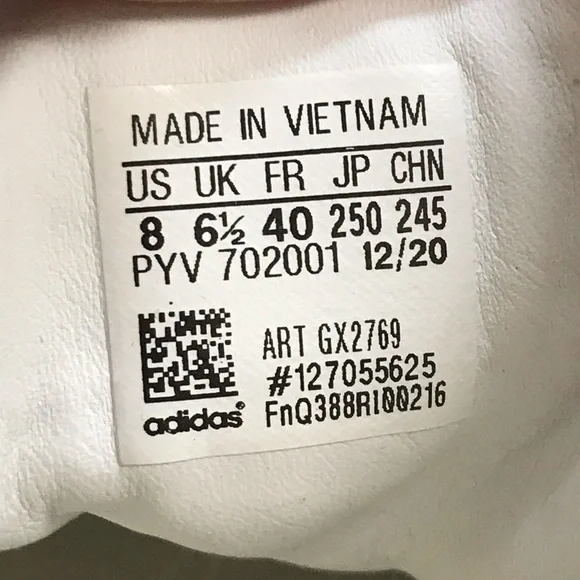 MADE IN VIETNAM
US UK FR JP CHN
8 6½ 40 250 245
PYV 702001 12/20
ART GX2769
#127055625
FnQ388RI00216
adidas®